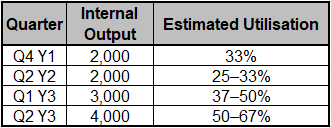 Quarter Internal Output Estimated Utilisation
Q4 Y1 2,000 33%
Q2 Y2 2,000 25–33%
Q1 Y3 3,000 37–50%
Q2 Y3 4,000 50–67%